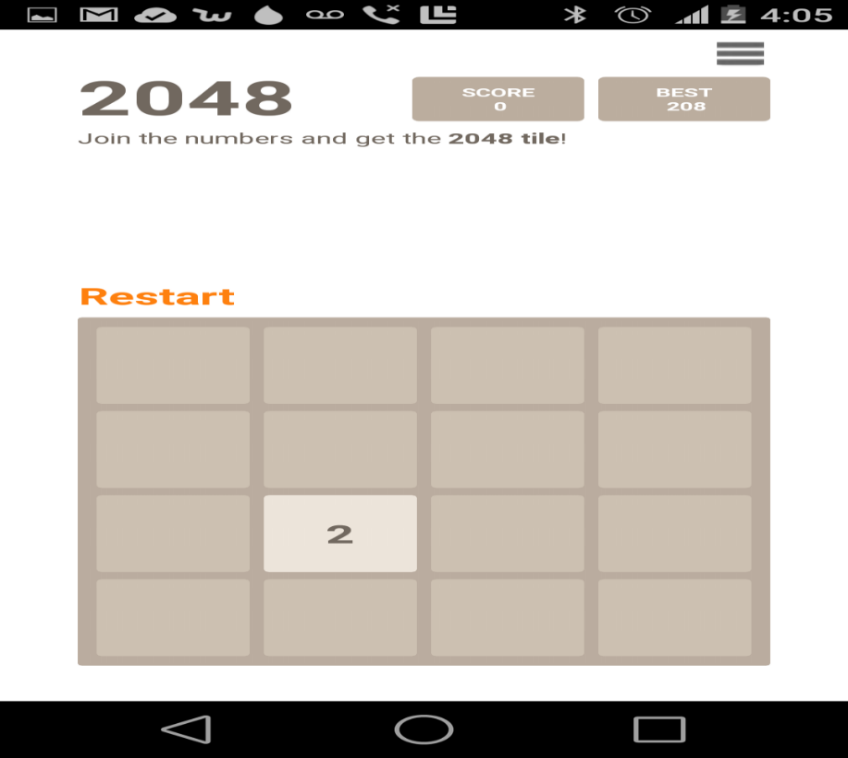 4:05
2048
SCORE
0
BEST
208
Join the numbers and get the 2048 tile!
Restart
2